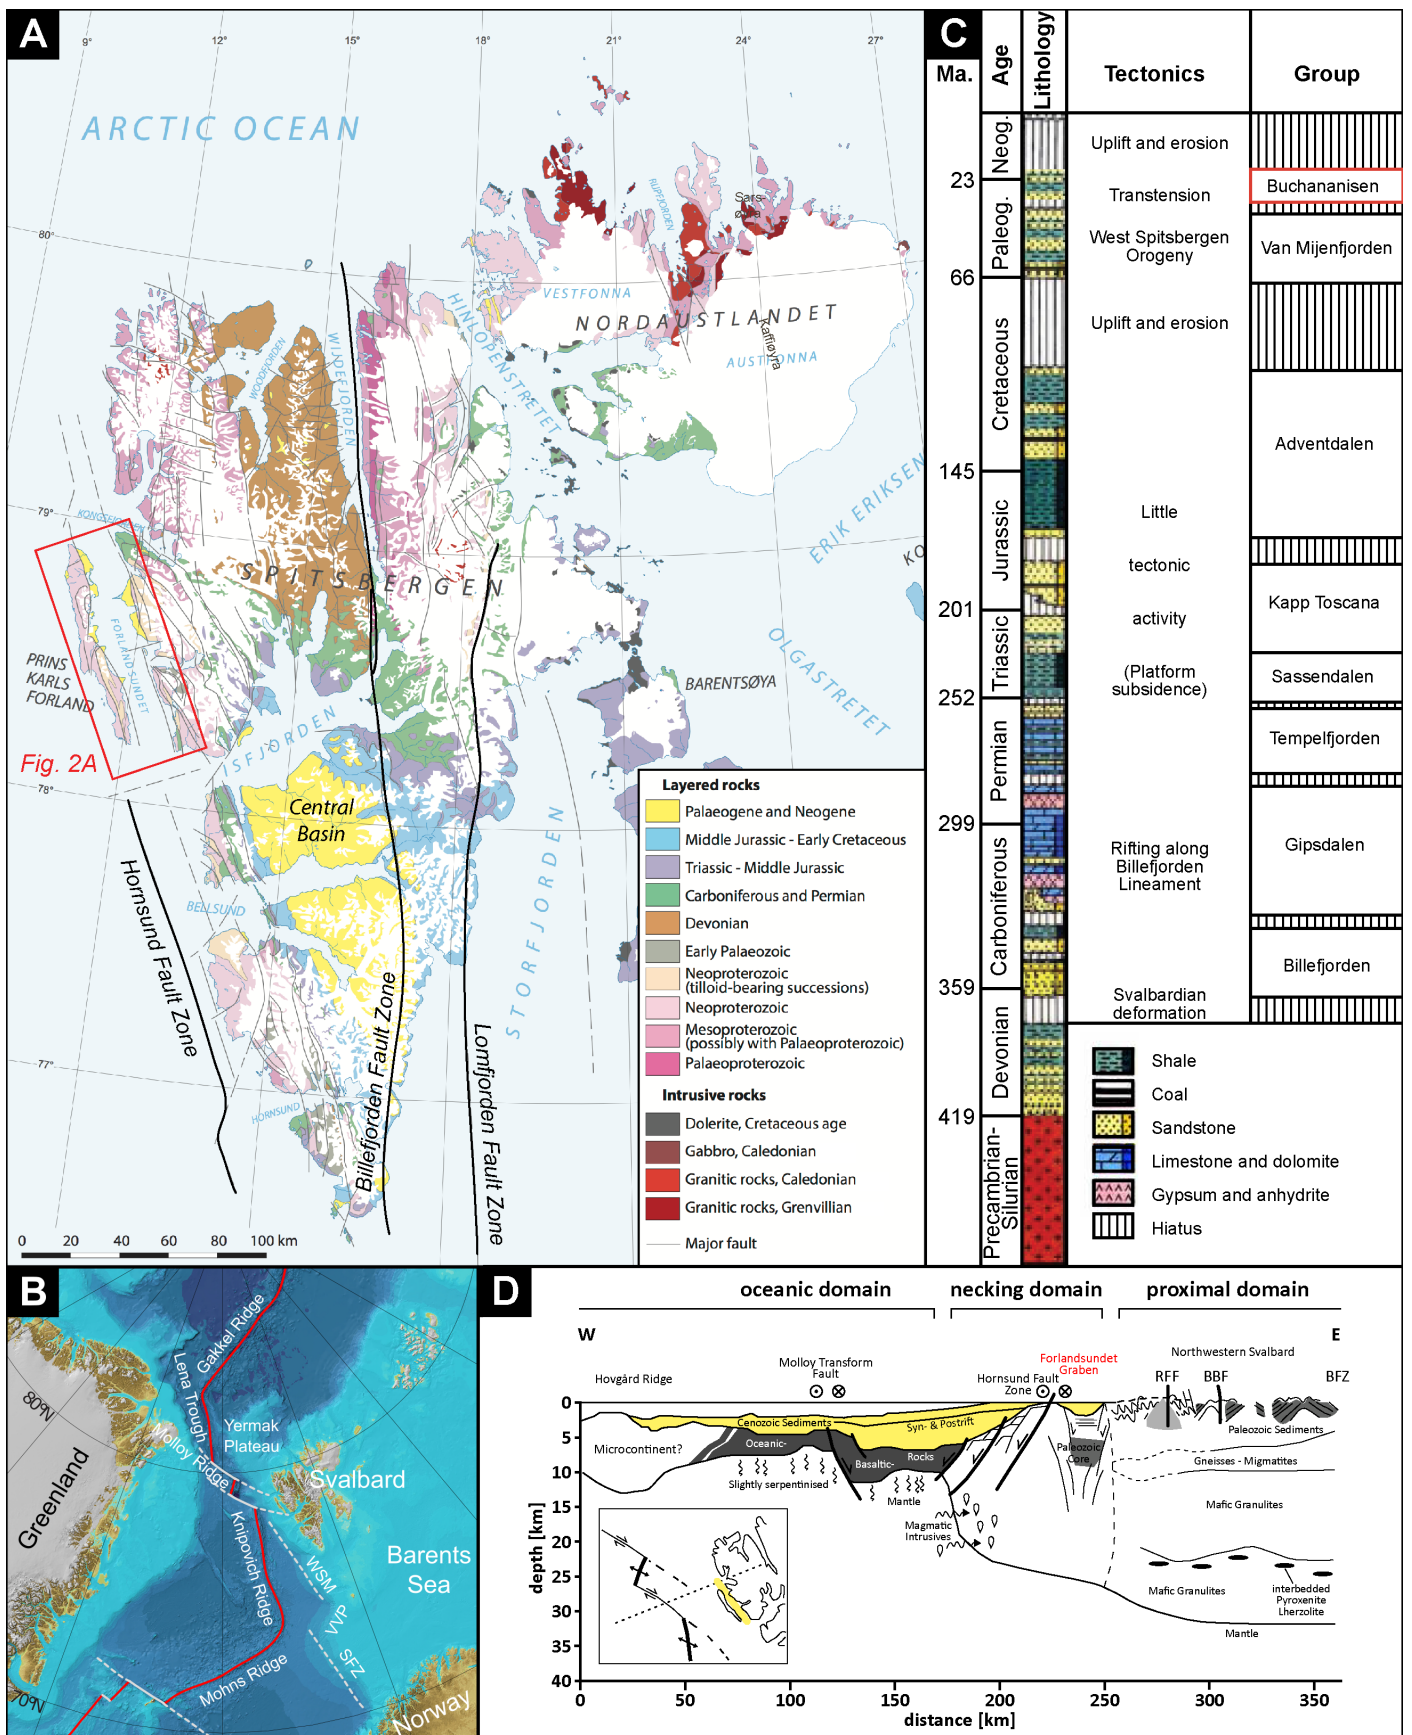 A
9°
12°
15°
18°
21°
24°
27°
ARCTIC OCEAN
80°
79°
78°
77°
RIJPFJORDEN
Sars-
øyra
VESTFONNA
NORDAUSTLANDET
Kaffiøyra
AUSTFONNA
HINLOPENSTRETET
WIJDEFJORDEN
WOODFJORDEN
KONGSFJORDEN
SPITSBERGEN
ERIK ERIKSEN
KO
OLGASTRETET
BARENTSØYA
FORLANDSUNDET
PRINS
KARLS
FORLAND
Fig. 2A
ISFJORDEN
Central
Basin
BELLSUND
STORFJORDEN
HORNSUND
Hornsund Fault Zone
Billefjorden Fault Zone
Lomfjorden Fault Zone
0 20 40 60 80 100 km
Layered rocks
Palaeogene and Neogene
Middle Jurassic - Early Cretaceous
Triassic - Middle Jurassic
Carboniferous and Permian
Devonian
Early Palaeozoic
Neoproterozoic
(tilloid-bearing successions)
Neoproterozoic
Mesoproterozoic
(possibly with Palaeoproterozoic)
Palaeoproterozoic
Intrusive rocks
Dolerite, Cretaceous age
Gabbro, Caledonian
Granitic rocks, Caledonian
Granitic rocks, Grenvillian
Major fault
C
Ma.
Age
Lithology
Tectonics
Group
Neog.
Uplift and erosion
23
Buchananisen
Transtension
Paleog.
West Spitsbergen
Orogeny
Van Mijenfjorden
66
Uplift and erosion
Cretaceous
Adventdalen
145
Little
Jurassic
tectonic
Kapp Toscana
201
activity
Triassic
(Platform
subsidence)
Sassendalen
252
Tempelfjorden
Permian
299
Rifting along
Billefjorden
Lineament
Gipsdalen
Carboniferous
Billefjorden
359
Svalbardian
deformation
Devonian
419
Precambrian-
Silurian
Shale
Coal
Sandstone
Limestone and dolomite
Gypsum and anhydrite
Hiatus
B
Gakkel Ridge
Lena Trough
80°N
Yermak
Plateau
Molloy Ridge
Svalbard
Greenland
Knipovich Ridge
WSM
Barents
Sea
VVP
SFZ
Mohns Ridge
70°N
Norway
D
oceanic domain
necking domain
proximal domain
W
E
Forlandsundet
Graben
Northwestern Svalbard
Molloy Transform
Fault
Hovgård Ridge
Hornsund Fault
Zone
RFF
BBF
BFZ
Cenozoic Sediments
Syn- & Postrift
Paleozoic Sediments
Oceanic-
Microcontinent?
Rocks
Basaltic-
Paleozoic
Core
Gneisses - Migmatites
Slightly serpentinised
Mantle
Mafic Granulites
Magmatic
Intrusives
Mafic Granulites
interbedded
Pyroxenite
Lherzolite
Mantle
depth [km]
0
5
10
15
20
25
30
35
40
0 50 100 150 200 250 300 350
distance [km]